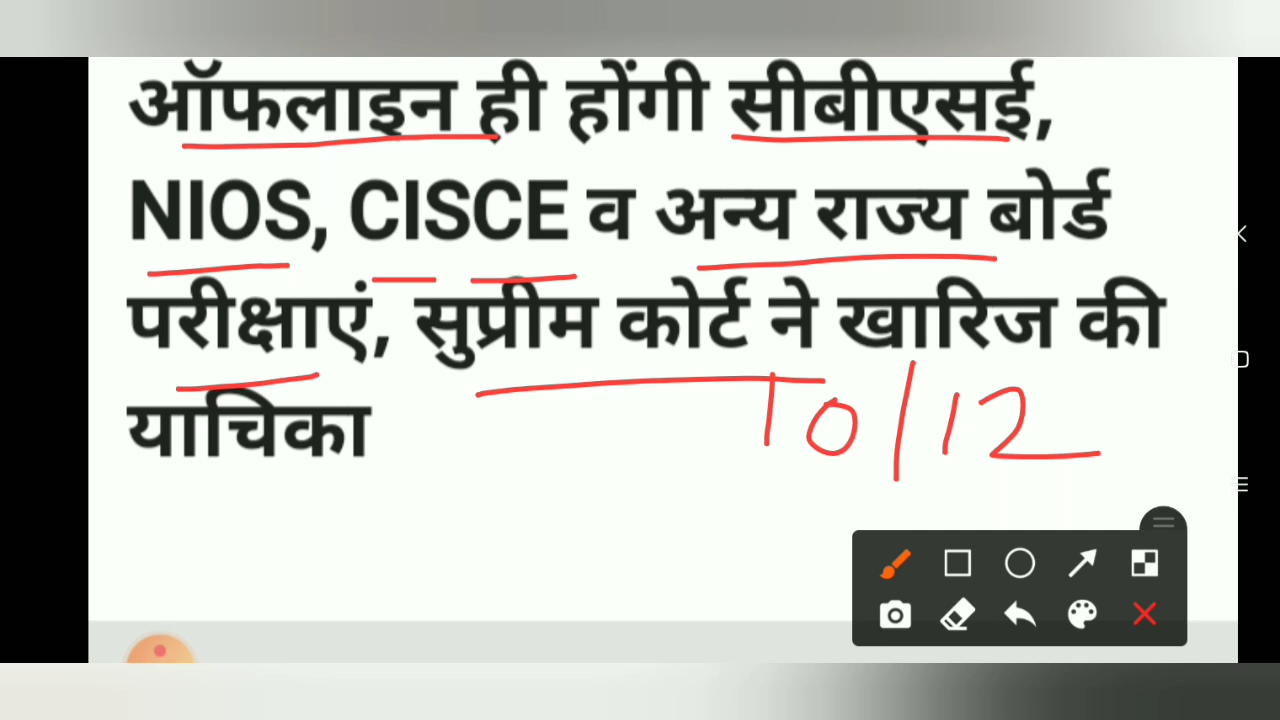 ऑफलाइन ही होंगी सीबीएसई,
NIOS, CISCE व अन्य राज्य बोर्ड
परीक्षाएं, सुप्रीम कोर्ट ने खारिज की
याचिका
10/12